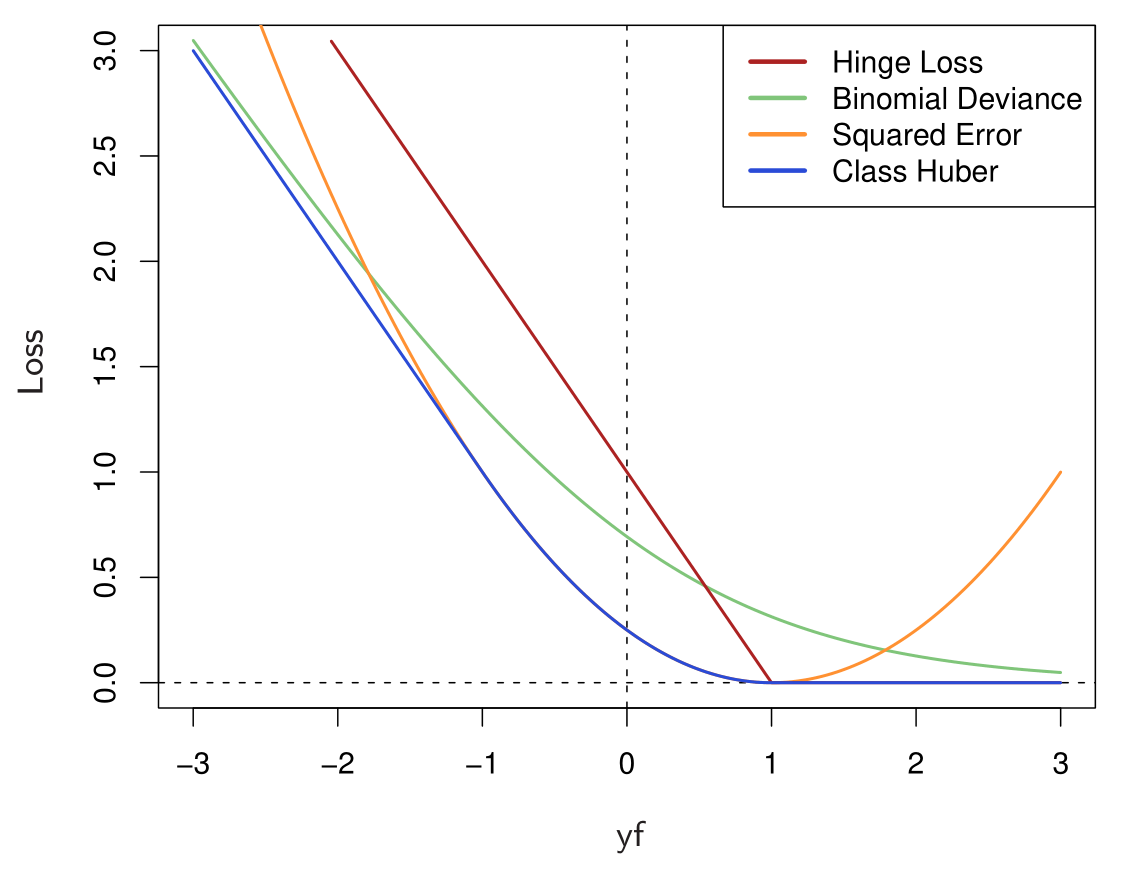 Hinge Loss
Binomial Deviance
Squared Error
Class Huber
3.0
2.5
2.0
1.5
1.0
0.5
0.0
Loss
−3 −2 −1 0 1 2 3
yf